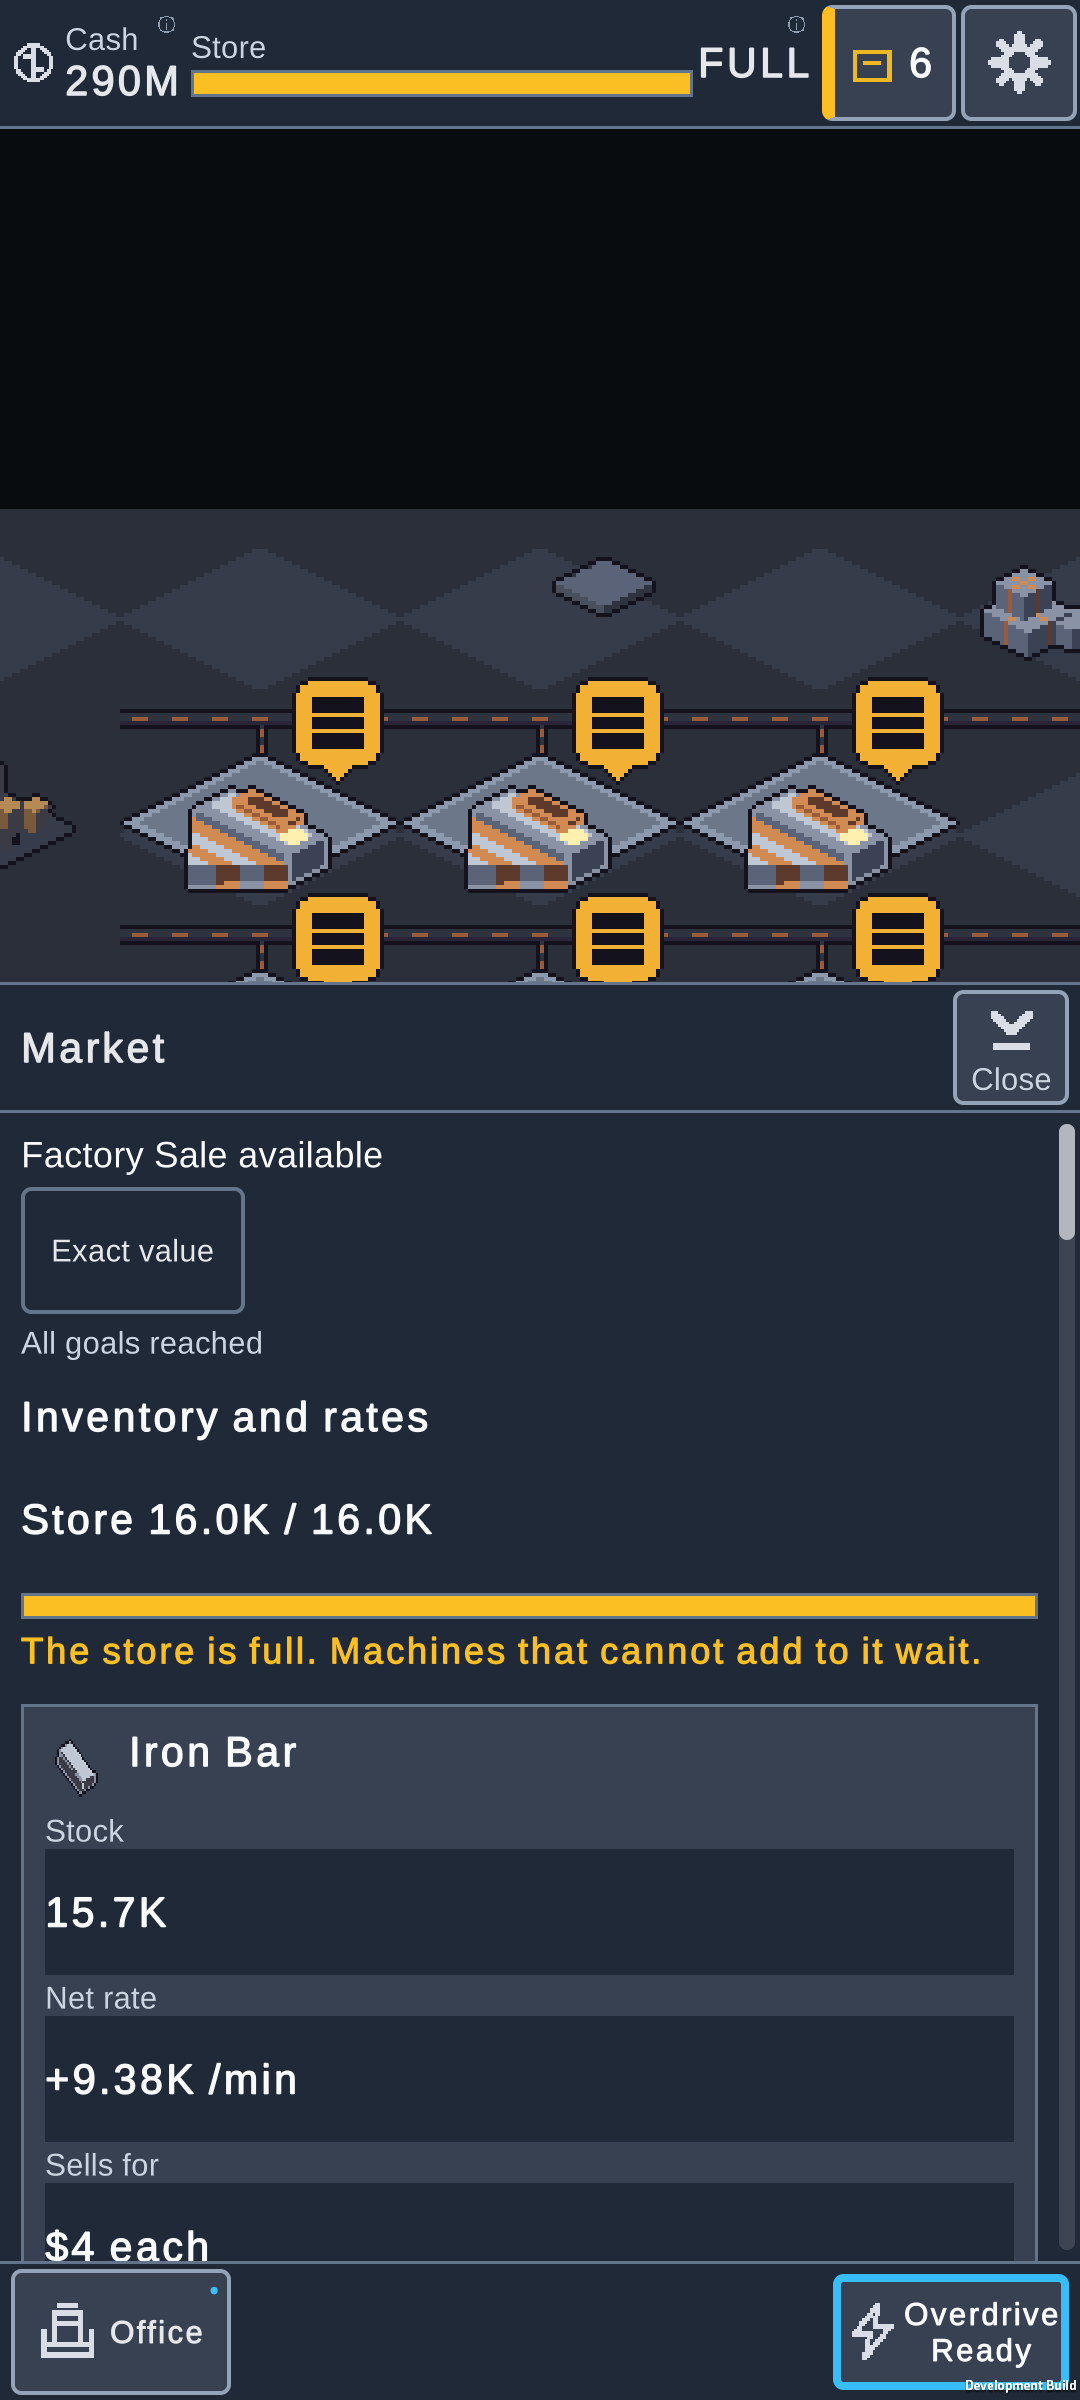 Cash
290M
Store
FULL
6
Market
Close
Factory Sale available
Exact value
All goals reached
Inventory and rates
Store 16.0K / 16.0K
The store is full. Machines that cannot add to it wait.
Iron Bar
Stock
15.7K
Net rate
+9.38K /min
Sells for
$4 each
Office
Overdrive
Ready
Development Build